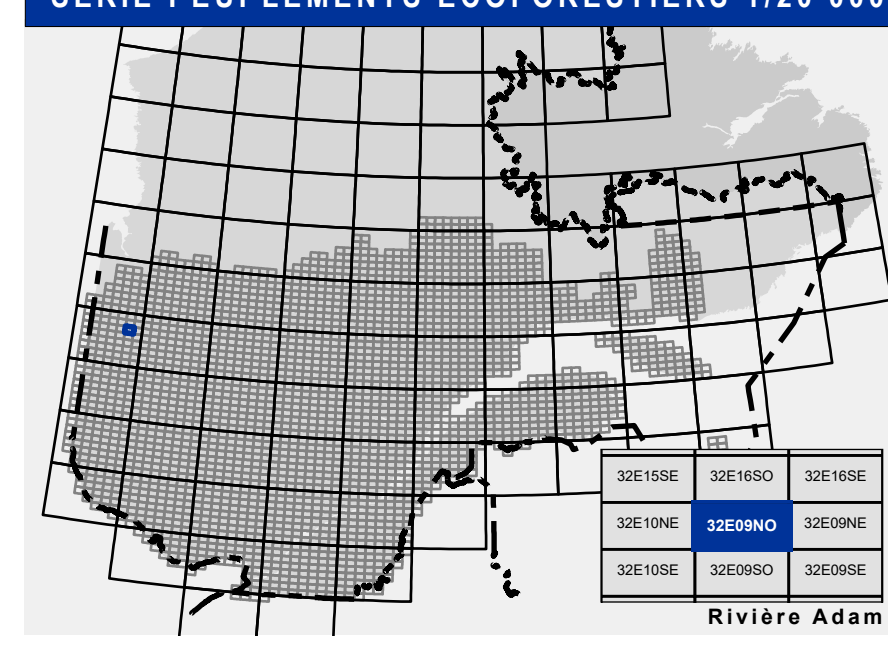 SÉRIE PEUPLEMENTS ÉCOFORESTIERS 1/20 000
32E15SE 32E16SO 32E16SE
32E10NE 32E09NO 32E09NE
32E10SE 32E09SO 32E09SE
Rivière Adam